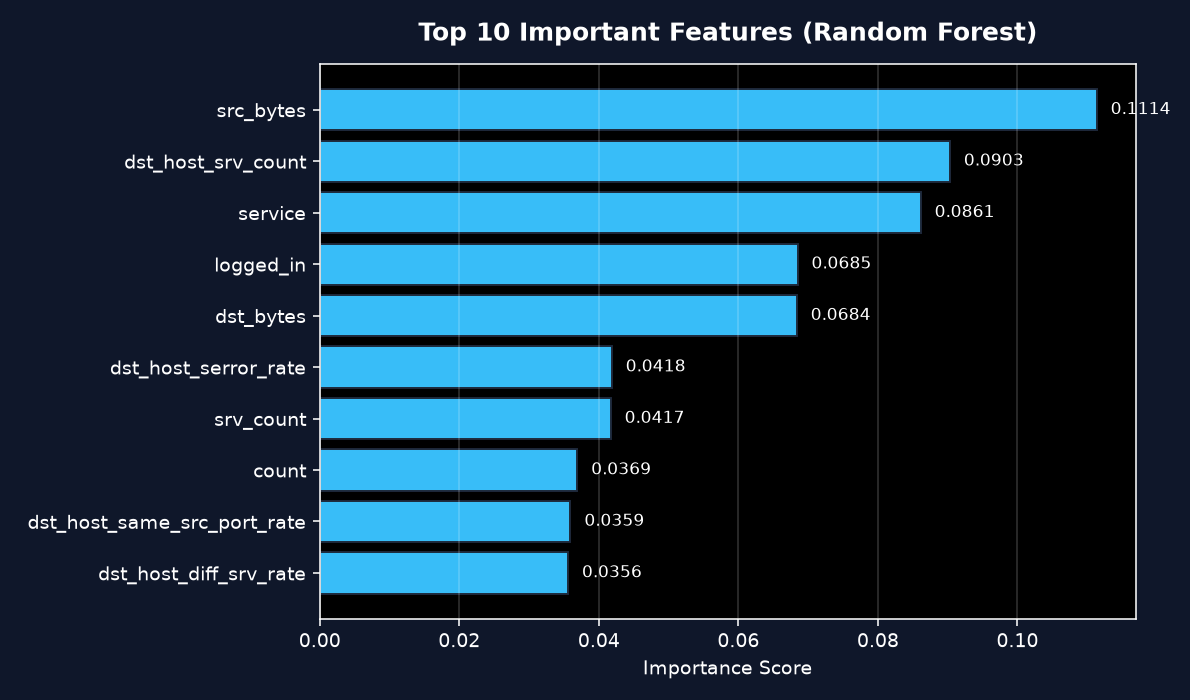 Top 10 Important Features (Random Forest)
src_bytes 0.1114
dst_host_srv_count 0.0903
service 0.0861
logged_in 0.0685
dst_bytes 0.0684
dst_host_serror_rate 0.0418
srv_count 0.0417
count 0.0369
dst_host_same_src_port_rate 0.0359
dst_host_diff_srv_rate 0.0356
0.00 0.02 0.04 0.06 0.08 0.10
Importance Score